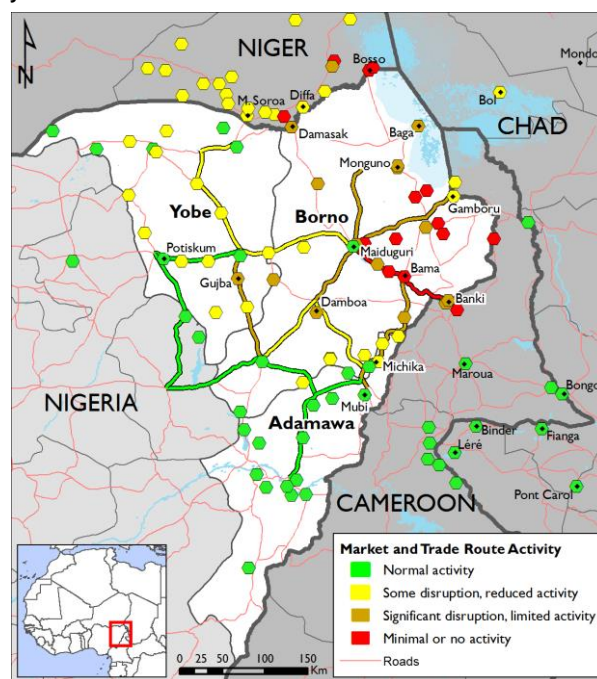 NIGER
Bosso
Mondo
N
M. Soroa
Diffa
Bol
CHAD
Damasak
Baga
Monguno
Yobe
Borno
Gamboru
Potiskum
Maiduguri
Bama
Gujba
Banki
Damboa
Michika
Maroua
Bongo
NIGERIA
Mubi
Adamawa
Binder
Fianga
Léré
CAMEROON
Pont Carol
Market and Trade Route Activity
Normal activity
Some disruption, reduced activity
Significant disruption, limited activity
Minimal or no activity
Roads
0 25 50 100 150
Km